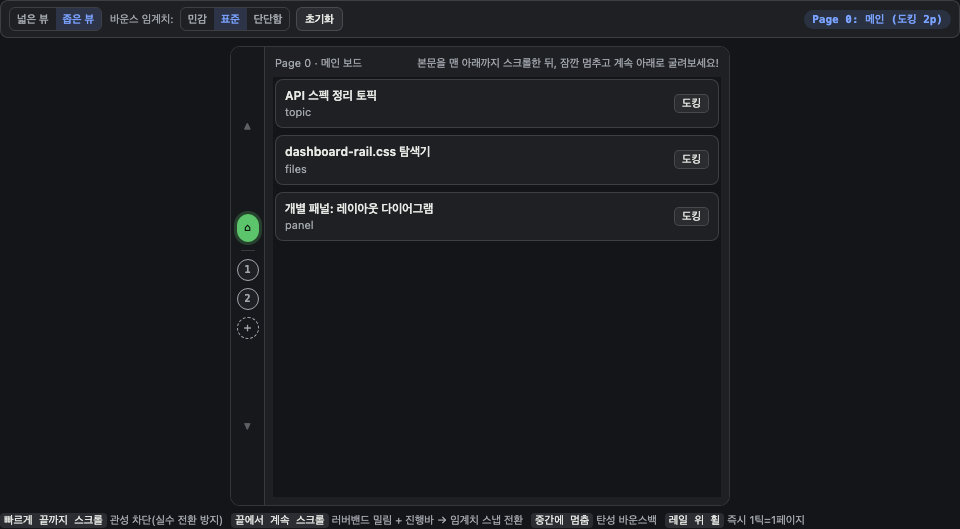 넓은 뷰 좁은 뷰 바운스 임계치: 민감 표준 단단함 초기화 Page 0: 메인 (도킹 2p)
Page 0 · 메인 보드 본문을 맨 아래까지 스크롤한 뒤, 잠깐 멈추고 계속 아래로 굴려보세요!
API 스펙 정리 토픽
topic
도킹
dashboard-rail.css 탐색기
files
도킹
개별 패널: 레이아웃 다이어그램
panel
도킹
1
2
+
빠르게 끝까지 스크롤 관성 차단(실수 전환 방지) 끝에서 계속 스크롤 러버밴드 밀림 + 진행바 → 임계치 스냅 전환 중간에 멈춤 탄성 바운스백 레일 위 휠 즉시 1틱=1페이지